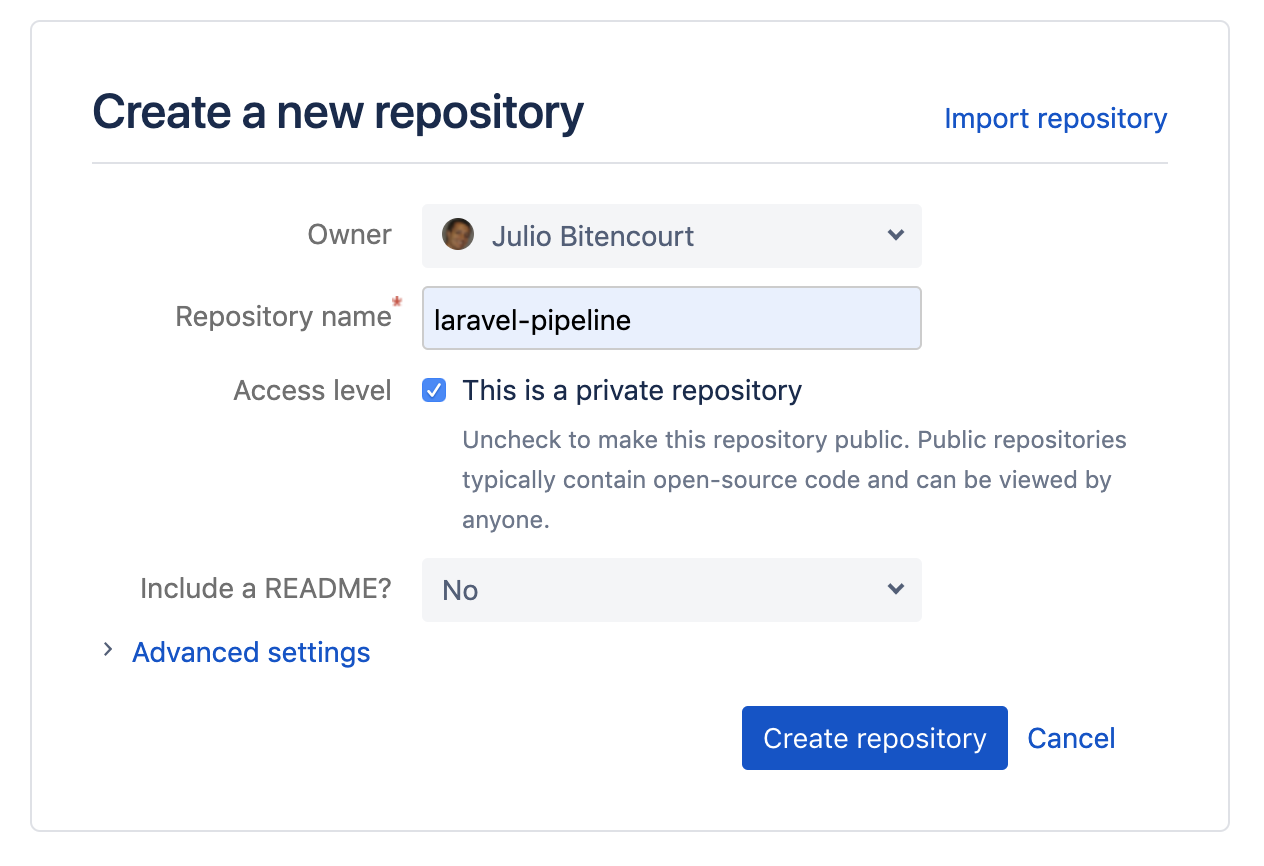 Create a new repository
Import repository
Owner
Julio Bitencourt
Repository name*
laravel-pipeline
Access level
This is a private repository
Uncheck to make this repository public. Public repositories
typically contain open-source code and can be viewed by
anyone.
Include a README?
No
Advanced settings
Create repository
Cancel